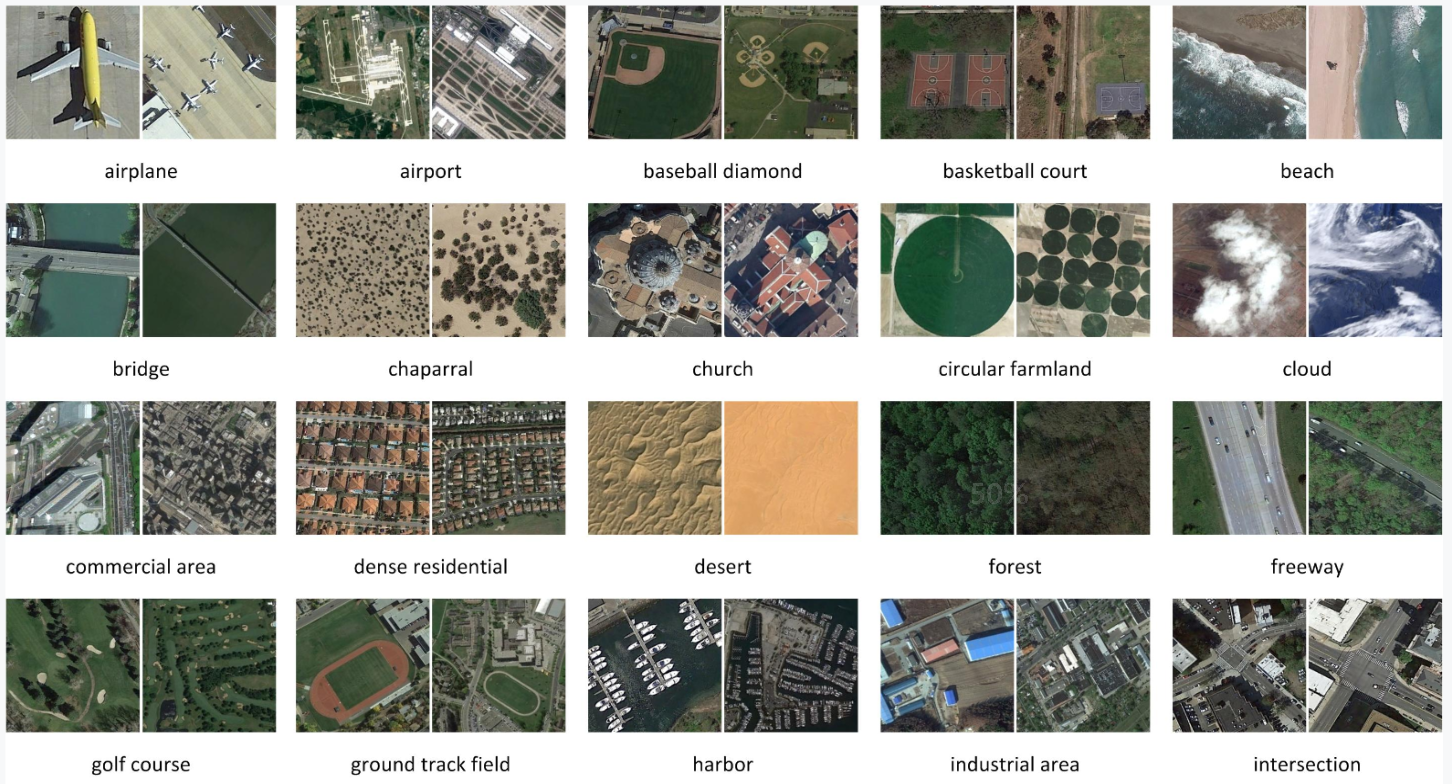 airplane
airport
baseball diamond
basketball court
beach
bridge
chaparral
church
circular farmland
cloud
commercial area
dense residential
desert
50%
forest
freeway
golf course
ground track field
harbor
industrial area
intersection